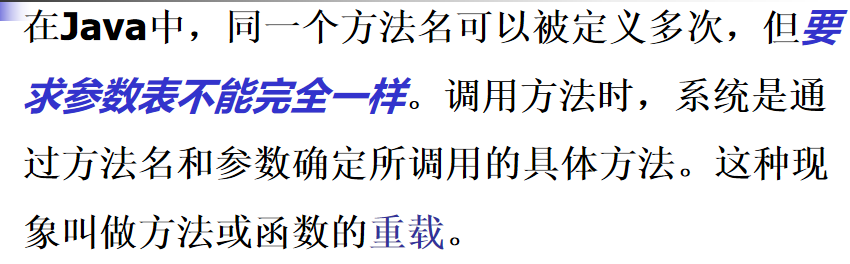 在Java中，同一个方法名可以被定义多次，但要
求参数表不能完全一样。调用方法时，系统是通
过方法名和参数确定所调用的具体方法。这种现
象叫做方法或函数的重载。